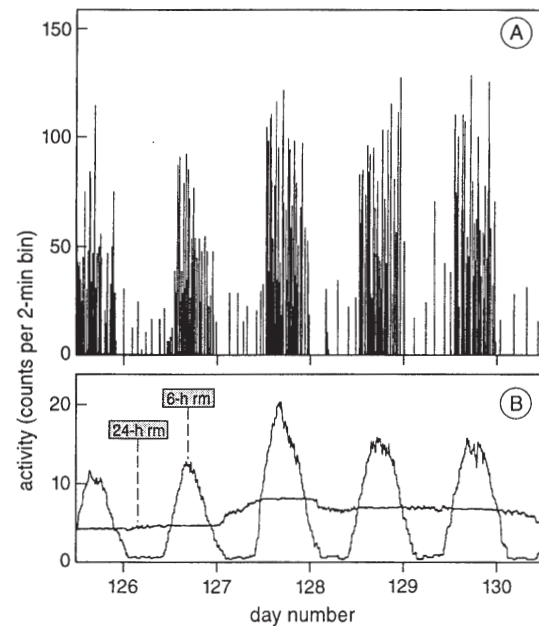 A
150
100
50
0
activity (counts per 2-min bin)
B
20
10
0
6-h rm
24-h rm
126 127 128 129 130
day number